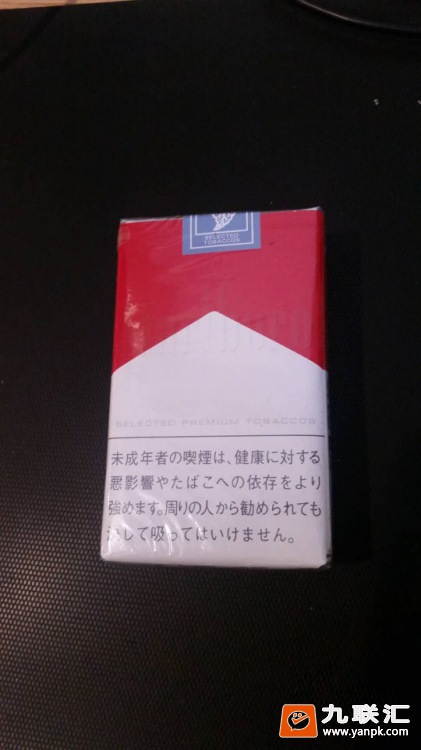 SELECTED
TOBACCOS
SELECTED PREMIUM TOBACCOS
未成年者の喫煙は、健康に対する
悪影響やたばこへの依存をより
強めます。周りの人から勧められても
決して吸ってはいけません。
九联汇
www.yanpk.com